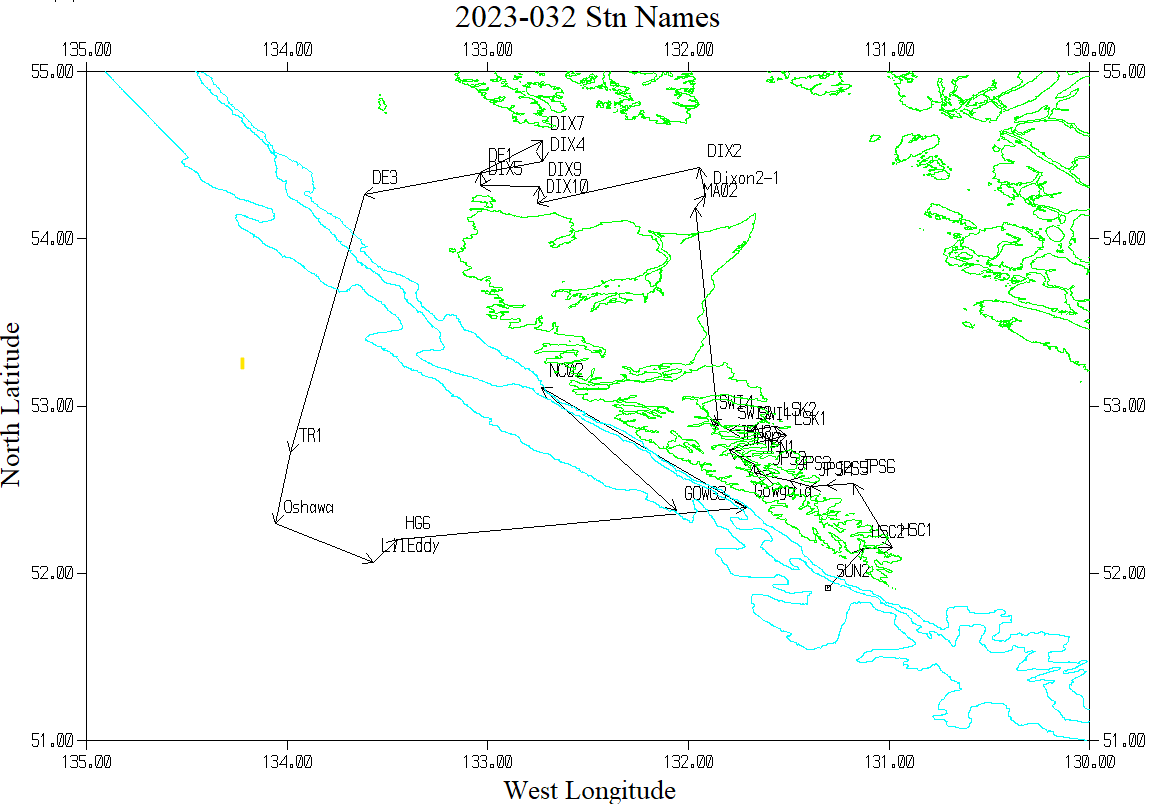 2023-032 Stn Names
135.00 134.00 133.00 132.00 131.00 130.00
55.00 55.00
DIX7
DIX4
DE1
DIX2
DIX5
DIX9
DE3
Dixon2-1
DIX10
MA02
54.00 54.00
North Latitude
NC02
SWI4
LSK2
LSK1
53.00 53.00
TR1
JPS6
GOWG3
Gowgaia
Oshawa
HG6
HSC2
HSC1
LIIEddy
SUN2
52.00 52.00
51.00 51.00
135.00 134.00 133.00 132.00 131.00 130.00
West Longitude